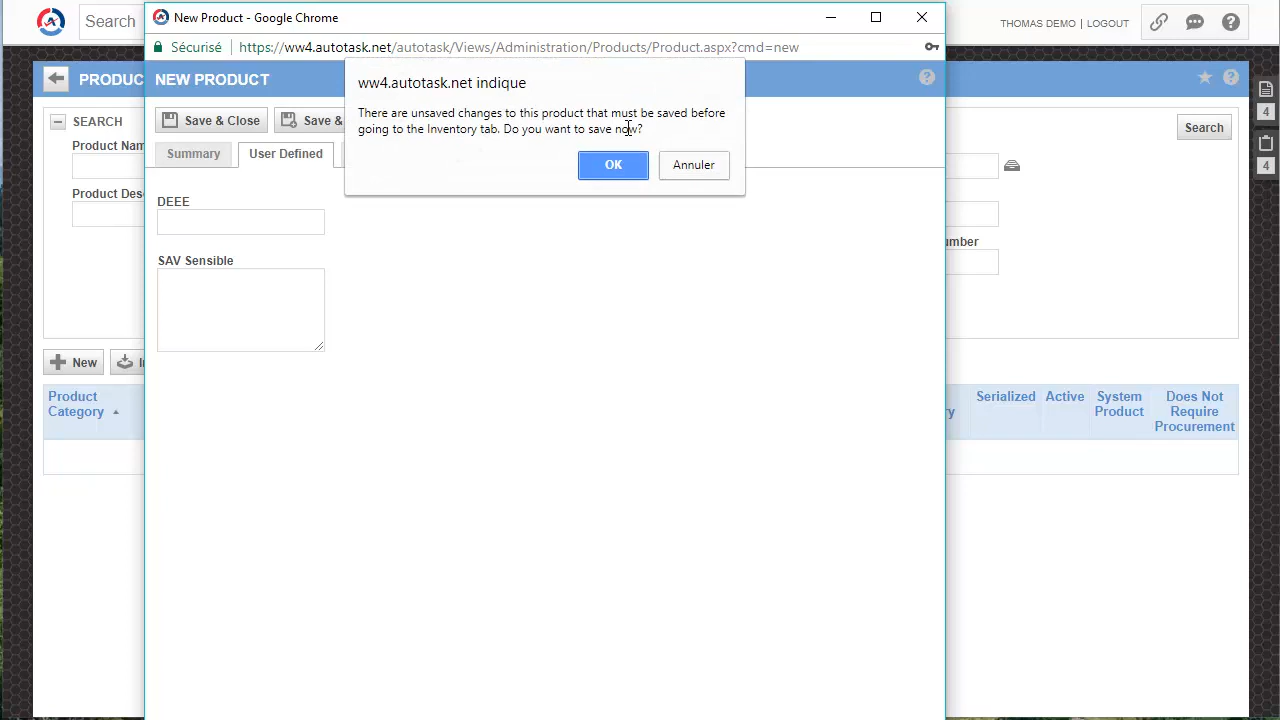 New Product - Google Chrome
Search
THOMAS DEMO | LOGOUT
Sécurisé | https://ww4.autotask.net/autotask/views/Administration/Products/Product.aspx?card=new
PRODUC
NEW PRODUCT
ww4.autotask.net indique
There are unsaved changes to this product that must be saved before
going to the Inventory tab. Do you want to save now?
OK
Annuler
SEARCH
Save & Close
Save &
Search
4
Product Nam
Summary
User Defined
4
Product Desc
DEEE
umber
SAV Sensible
New
Product
Category
Serialized
Active
System
Product
Does Not
Require
Procurement